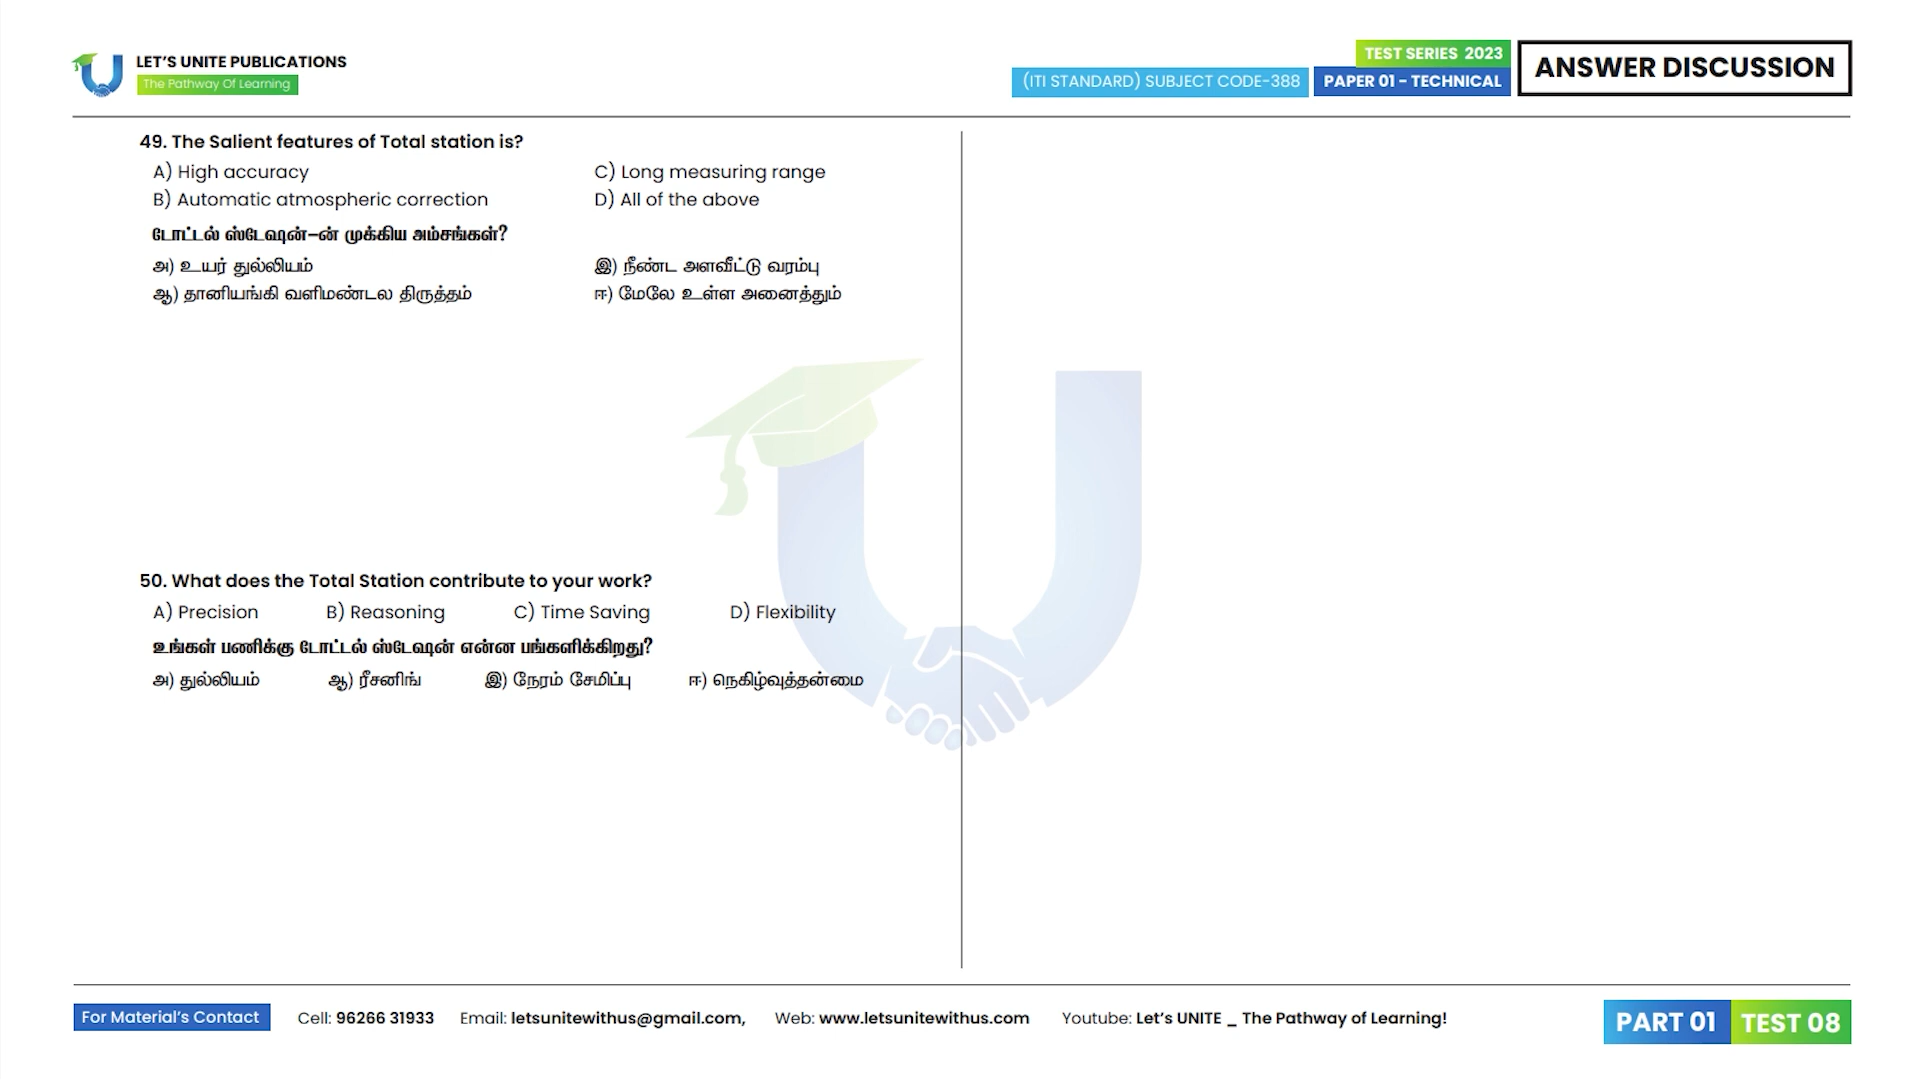 LET'S UNITE PUBLICATIONS
The Pathway Of Learning
TEST SERIES 2023
(ITI STANDARD) SUBJECT CODE-388
PAPER 01 - TECHNICAL
ANSWER DISCUSSION
49. The Salient features of Total station is?
A) High accuracy C) Long measuring range
B) Automatic atmospheric correction D) All of the above
டோட்டல் ஸ்டேஷன்-ன் முக்கிய அம்சங்கள்?
அ) உயர் துல்லியம் இ) நீண்ட அளவீட்டு வரம்பு
ஆ) தானியங்கி வளிமண்டல திருத்தம் ஈ) மேலே உள்ள அனைத்தும்
50. What does the Total Station contribute to your work?
A) Precision B) Reasoning C) Time Saving D) Flexibility
உங்கள் பணிக்கு டோட்டல் ஸ்டேஷன் என்ன பங்களிக்கிறது?
அ) துல்லியம் ஆ) ரீசனிங் இ) நேரம் சேமிப்பு ஈ) நெகிழ்வுத்தன்மை
For Material's Contact Cell: 96266 31933 Email: letsunitewithus@gmail.com, Web: www.letsunitewithus.com Youtube: Let's UNITE _ The Pathway of Learning!
PART 01 TEST 08